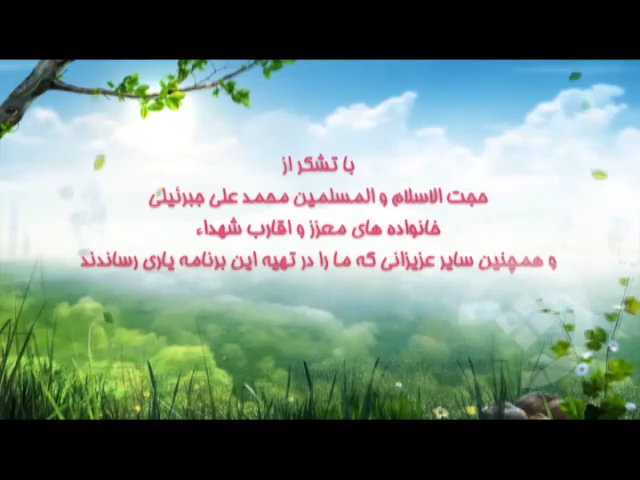 با تشکر از
حجت الاسلام و المسلمین محمد علی جبرئیلی
خانواده های معزز و اقارب شهداء
و همچنین سایر عزیزانی که ما را در تهیه این برنامه یاری رساندند